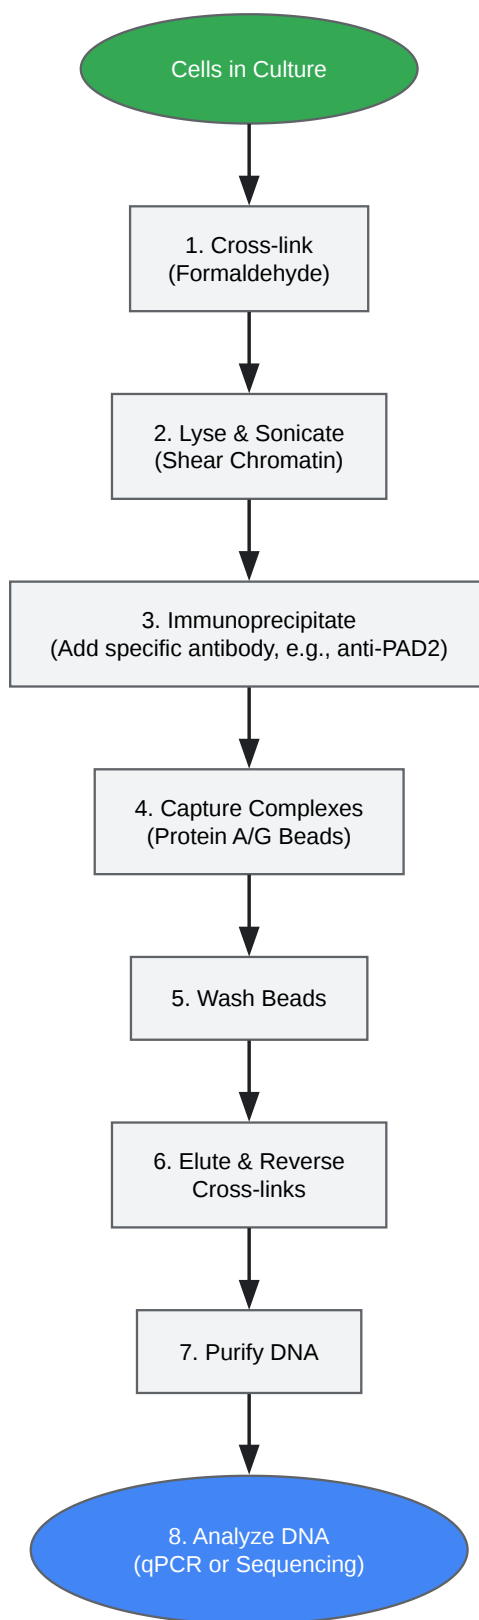 Cells in Culture
1. Cross-link
(Formaldehyde)
2. Lyse & Sonicate
(Shear Chromatin)
3. Immunoprecipitate
(Add specific antibody, e.g., anti-PAD2)
4. Capture Complexes
(Protein A/G Beads)
5. Wash Beads
6. Elute & Reverse
Cross-links
7. Purify DNA
8. Analyze DNA
(qPCR or Sequencing)